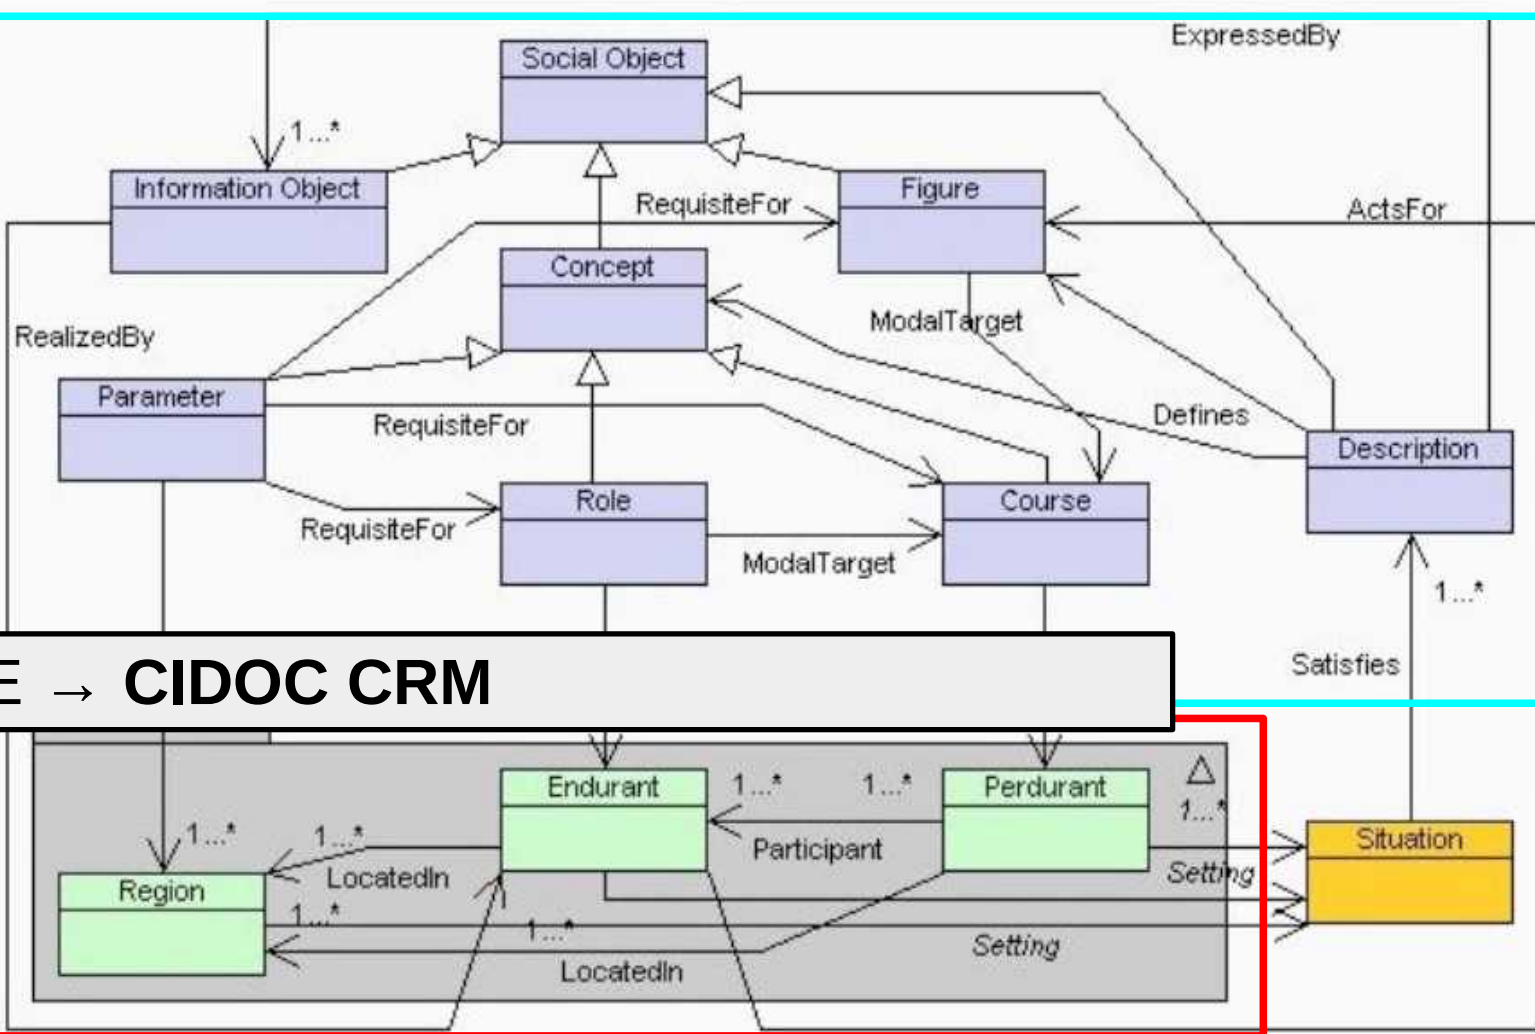 ExpressedBy
Social Object
1...*
Information Object
RequisiteFor
Figure
ActsFor
Concept
ModalTarget
RealizedBy
Parameter
RequisiteFor
Defines
Description
Role
Course
RequisiteFor
ModalTarget
1...*
Satisfies
E → CIDOC CRM
Endurant
1...*
1...*
Perdurant
1...*
1...*
1...*
Participant
Situation
LocatedIn
Setting
Region
1...*
1...*
Setting
LocatedIn